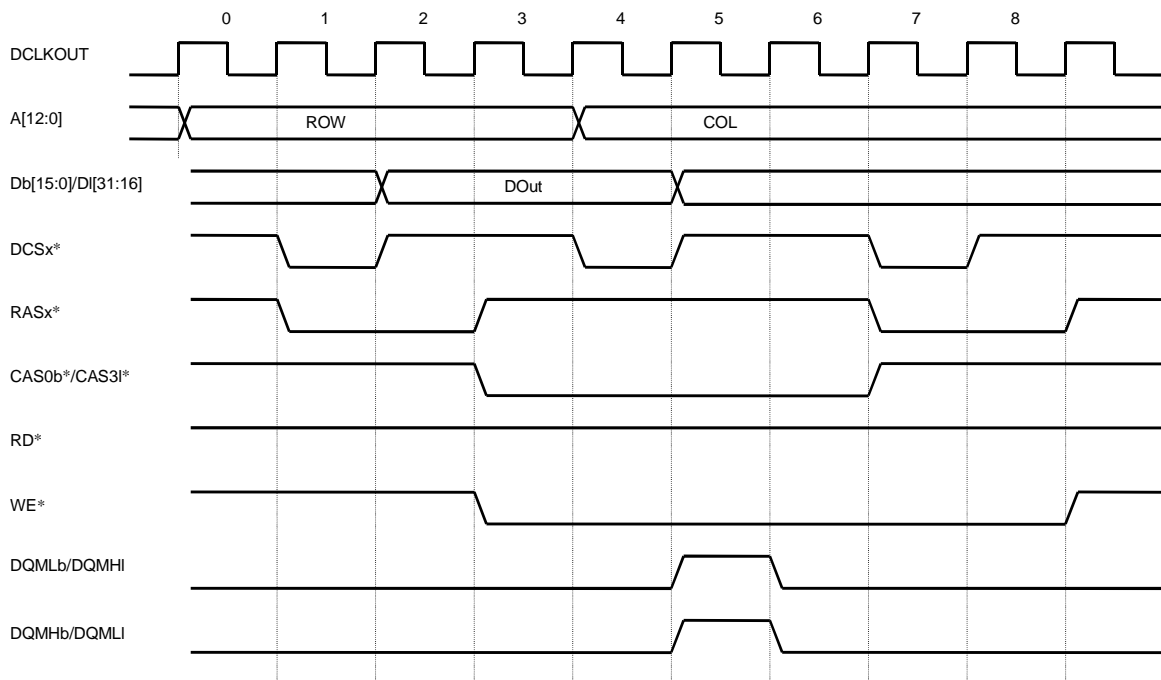 0 1 2 3 4 5 6 7 8
DCLKOUT
A[12:0]
ROW COL
Db[15:0]/Dl[31:16]
DOut
DCSx*
RASx*
CAS0b*/CAS3l*
RD*
WE*
DQMLb/DQMHl
DQMHb/DQMLl